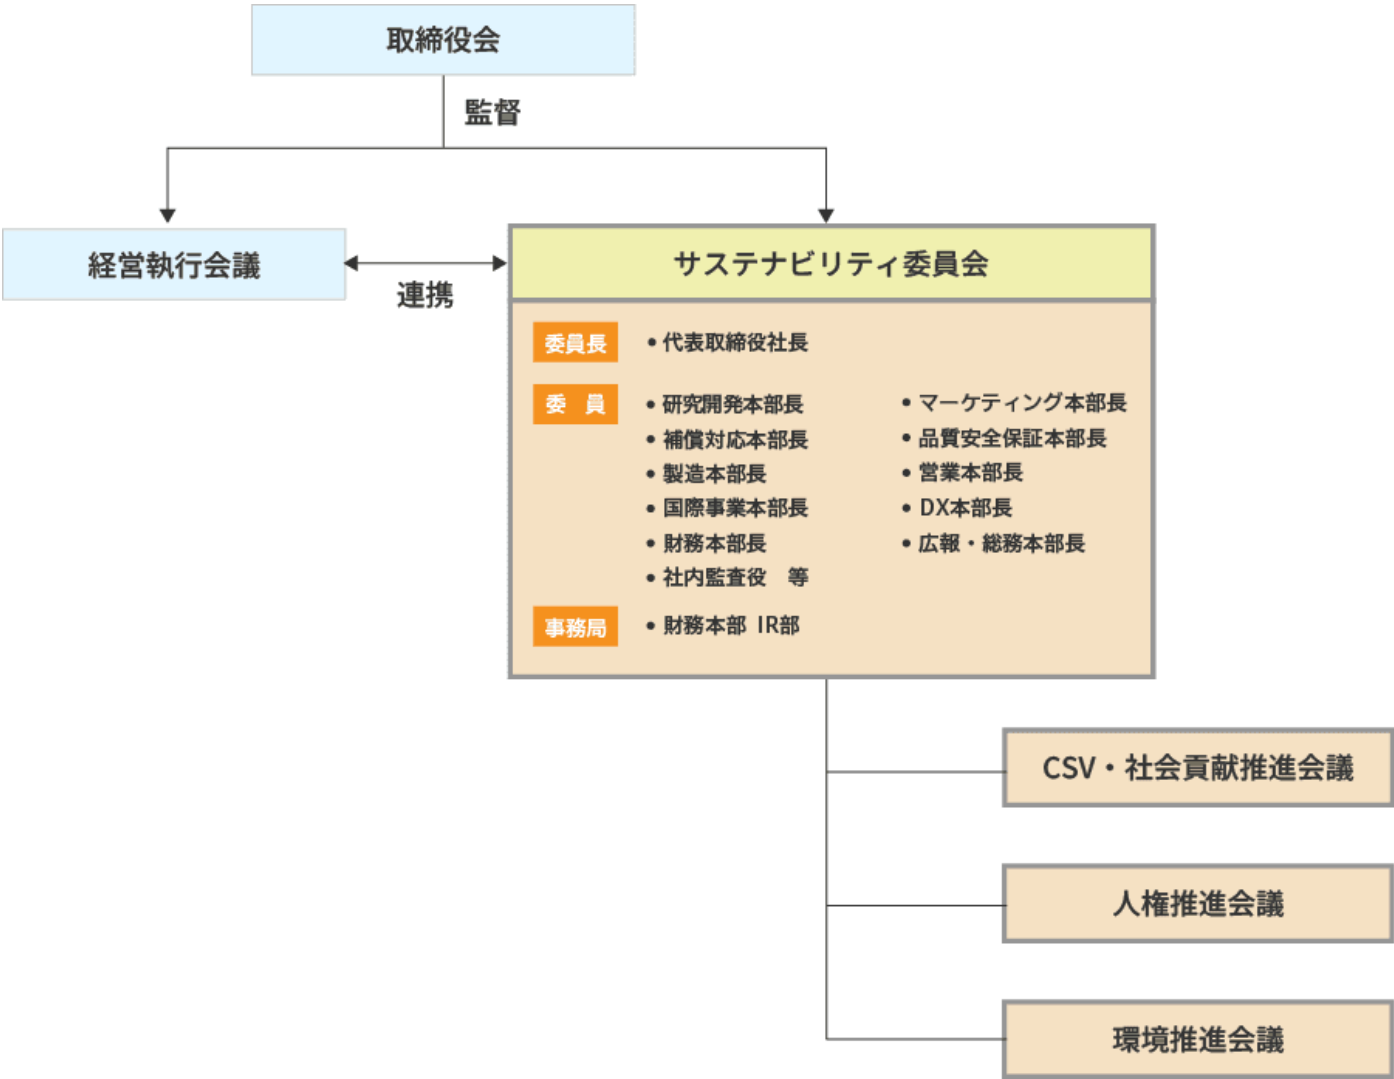 取締役会
監督
経営執行会議
連携
サステナビリティ委員会
委員長
•代表取締役社長
委　員
•研究開発本部長
•補償対応本部長
•製造本部長
•国際事業本部長
•財務本部長
•社内監査役　等
•マーケティング本部長
•品質安全保証本部長
•営業本部長
•DX本部長
•広報・総務本部長
事務局
•財務本部 IR部
CSV・社会貢献推進会議
人権推進会議
環境推進会議